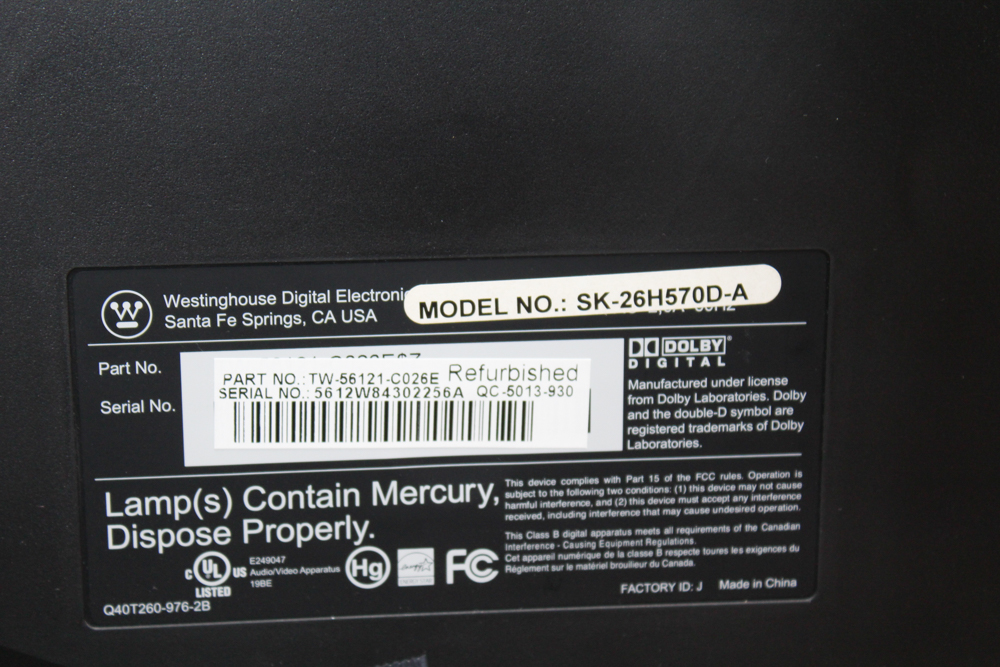 Westinghouse Digital Electronic
Santa Fe Springs, CA USA
MODEL NO.: SK-26H570D-A
Part No.
Serial No.
PART NO.: TW-56121-C026E Refurbished
SERIAL NO.: 5612W84302256A QC-5013-930
DOLBY
DIGITAL
Manufactured under license
from Dolby Laboratories. Dolby
and the double-D symbol are
registered trademarks of Dolby
Laboratories.
Lamp(s) Contain Mercury,
Dispose Properly.
This device complies with Part 15 of the FCC rules. Operation is
subject to the following two conditions: (1) this device may not cause
harmful interference, and (2) this device must accept any interference
received, including interference that may cause undesired operation.
This Class B digital apparatus meets all requirements of the Canadian
Interference - Causing Equipment Regulations.
Cet appareil numérique de la classe B respecte toutes les exigences du
Règlement sur le matériel brouilleur du Canada.
c UL US
LISTED
E249047
Audio/Video Apparatus
19BE
Hg
FC
FACTORY ID: J Made in China
Q40T260-976-2B